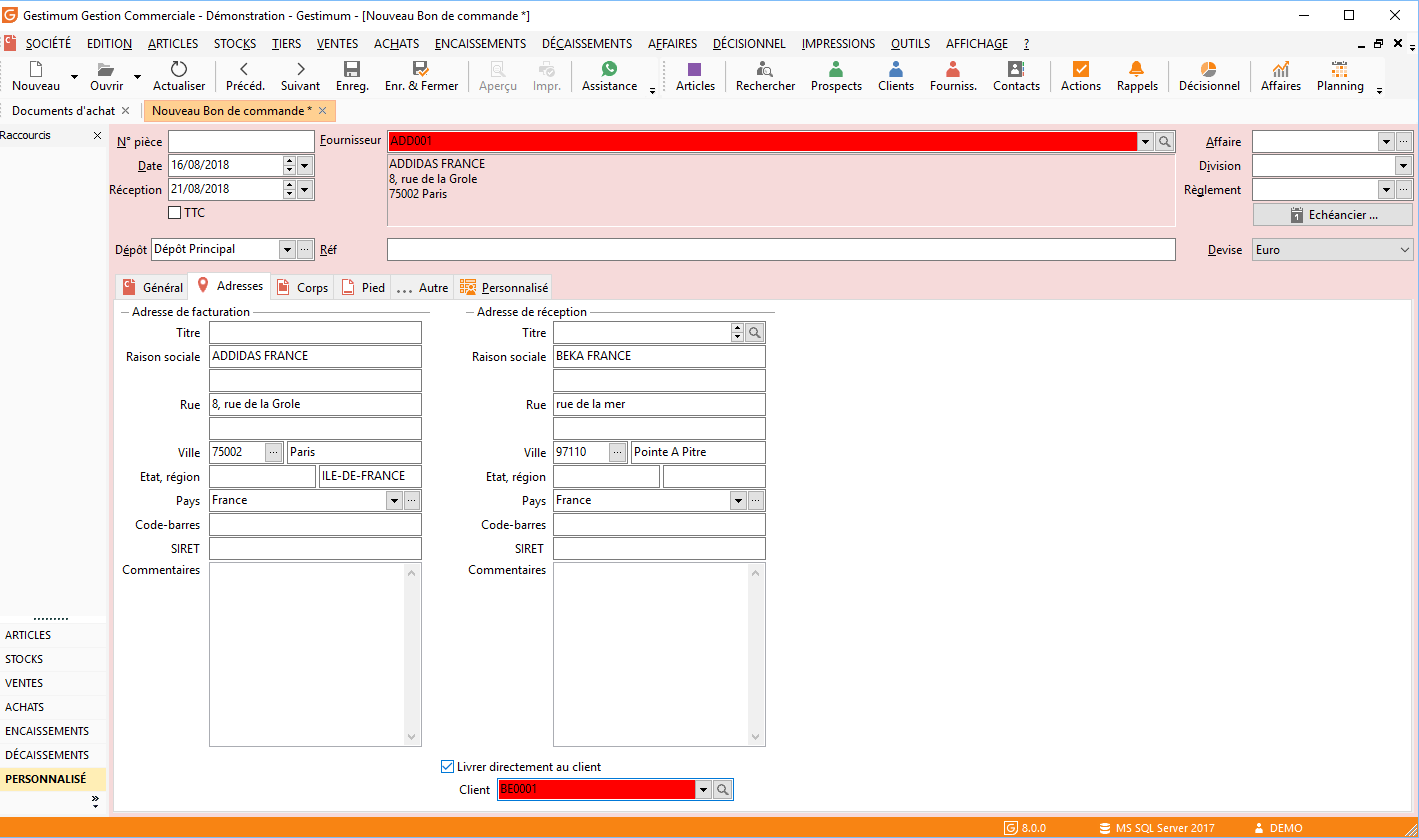 Gestimum Gestion Commerciale - Démonstration - Gestimum - [Nouveau Bon de commande *]
SOCIÉTÉ EDITION ARTICLES STOCKS TIERS VENTES ACHATS ENCAISSEMENTS DÉCAISSEMENTS AFFAIRES DÉCISIONNEL IMPRESSIONS OUTILS AFFICHAGE ?
Nouveau Ouvrir Actualiser Précéd. Suivant Enreg. Enr. & Fermer Aperçu Impr. Assistance Articles Rechercher Prospects Clients Fourniss. Contacts Actions Rappels Décisionnel Affaires Planning
Documents d'achat Nouveau Bon de commande *
Raccourcis
N° pièce Fournisseur ADD001 Affaire
Date 16/08/2018 ADDIDAS FRANCE Division
8, rue de la Grole
Réception 21/08/2018 75002 Paris Règlement
TTC 1 Echéancier ...
Dépôt Dépôt Principal Réf Devise Euro
Général Adresses Corps Pied Autre Personnalisé
Adresse de facturation Adresse de réception
Titre Titre
Raison sociale ADDIDAS FRANCE Raison sociale BEKA FRANCE
Rue 8, rue de la Grole Rue rue de la mer
Ville 75002 Paris Ville 97110 Pointe A Pitre
Etat, région ILE-DE-FRANCE Etat, région
Pays France Pays France
Code-barres Code-barres
SIRET SIRET
Commentaires Commentaires
ARTICLES
STOCKS
VENTES
ACHATS
ENCAISSEMENTS
DÉCAISSEMENTS
PERSONNALISÉ
Livrer directement au client
Client BE0001
8.0.0 MS SQL Server 2017 DEMO